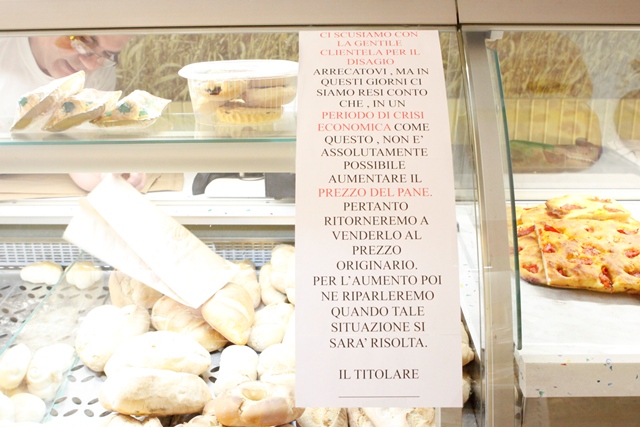 CI SCUSIAMO CON
LA GENTILE
CLIENTELA PER IL
DISAGIO
ARRECATOVI , MA IN
QUESTI GIORNI CI
SIAMO RESI CONTO
CHE , IN UN
PERIODO DI CRISI
ECONOMICA COME
QUESTO , NON E'
ASSOLUTAMENTE
POSSIBILE
AUMENTARE IL
PREZZO DEL PANE.
PERTANTO
RITORNEREMO A
VENDERLO AL
PREZZO
ORIGINARIO.
PER L'AUMENTO POI
NE RIPARLEREMO
QUANDO TALE
SITUAZIONE SI
SARA' RISOLTA.
IL TITOLARE